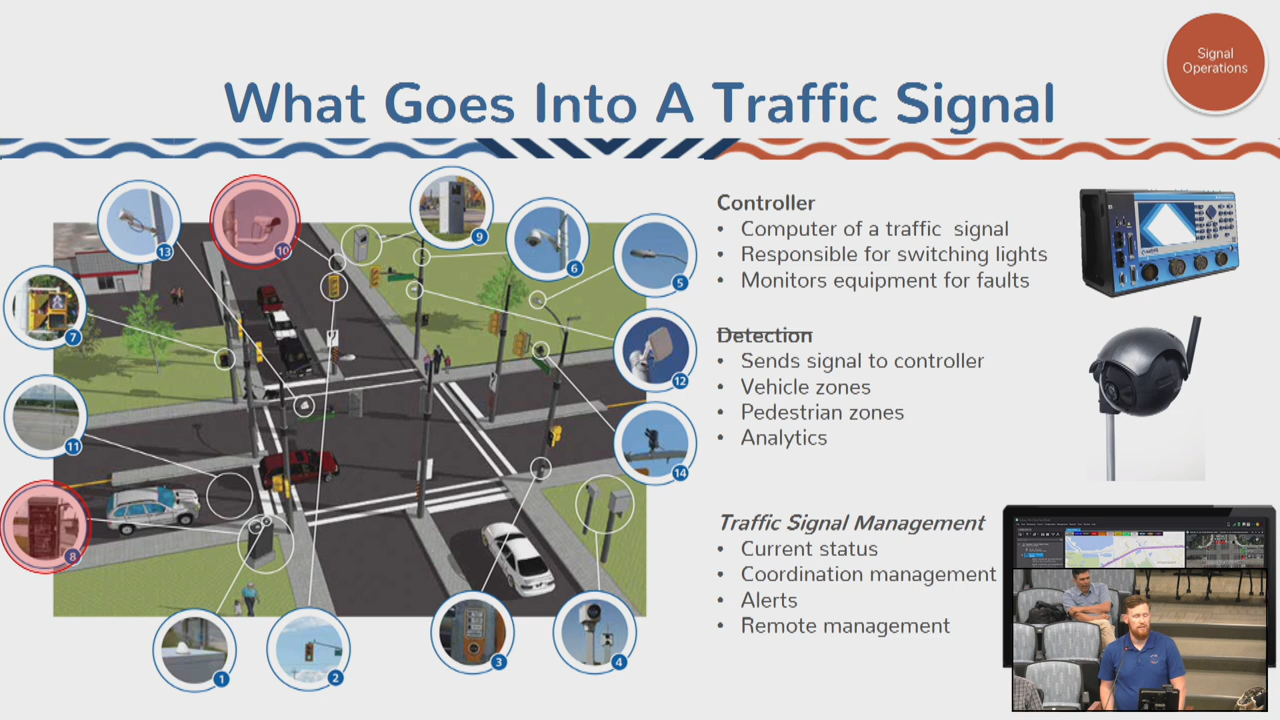 Signal
Operations
What Goes Into A Traffic Signal
13
10
9
6
5
7
12
11
14
8
1
2
3
4
Controller
• Computer of a traffic signal
• Responsible for switching lights
• Monitors equipment for faults
Detection
• Sends signal to controller
• Vehicle zones
• Pedestrian zones
• Analytics
Traffic Signal Management
• Current status
• Coordination management
• Alerts
• Remote management